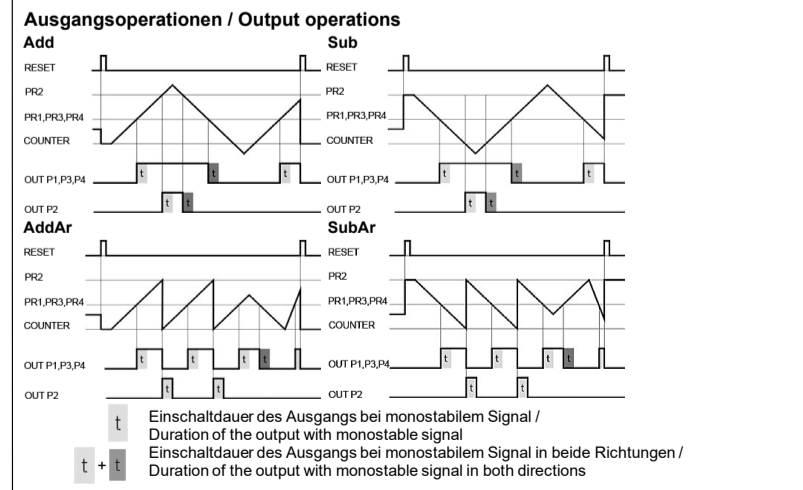 Ausgangsoperationen / Output operations
Add
RESET
PR2
PR1,PR3,PR4
COUNTER
OUT P1,P3,P4
t
t
t
OUT P2
t
t
Sub
RESET
PR2
PR1,PR3,PR4
COUNTER
OUT P1,P3,P4
t
t
t
OUT P2
t
t
AddAr
RESET
PR2
PR1,PR3,PR4
COUNTER
OUT P1,P3,P4
t
t
t
t
OUT P2
t
t
SubAr
RESET
PR2
PR1,PR3,PR4
COUNTER
OUT P1,P3,P4
t
t
t
t
OUT P2
t
t
t
Einschaltdauer des Ausgangs bei monostabilem Signal /
Duration of the output with monostable signal
t + t
Einschaltdauer des Ausgangs bei monostabilem Signal in beide Richtungen /
Duration of the output with monostable signal in both directions